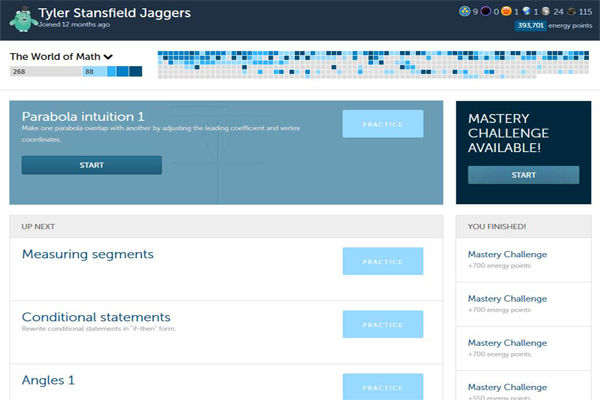 Tyler Stansfield Jaggers
Joined 12 months ago
9 0 1 1 24 115
393,701 energy points
The World of Math
268 88
Parabola intuition 1
Make one parabola overlap with another by adjusting the leading coefficient and vertex
coordinates.
PRACTICE
START
MASTERY
CHALLENGE
AVAILABLE!
START
UP NEXT
Measuring segments
PRACTICE
Conditional statements
Rewrite conditional statements in "if-then" form.
PRACTICE
Angles 1
PRACTICE
YOU FINISHED!
Mastery Challenge
+700 energy points
Mastery Challenge
+700 energy points
Mastery Challenge
+700 energy points
Mastery Challenge
+550 energy points